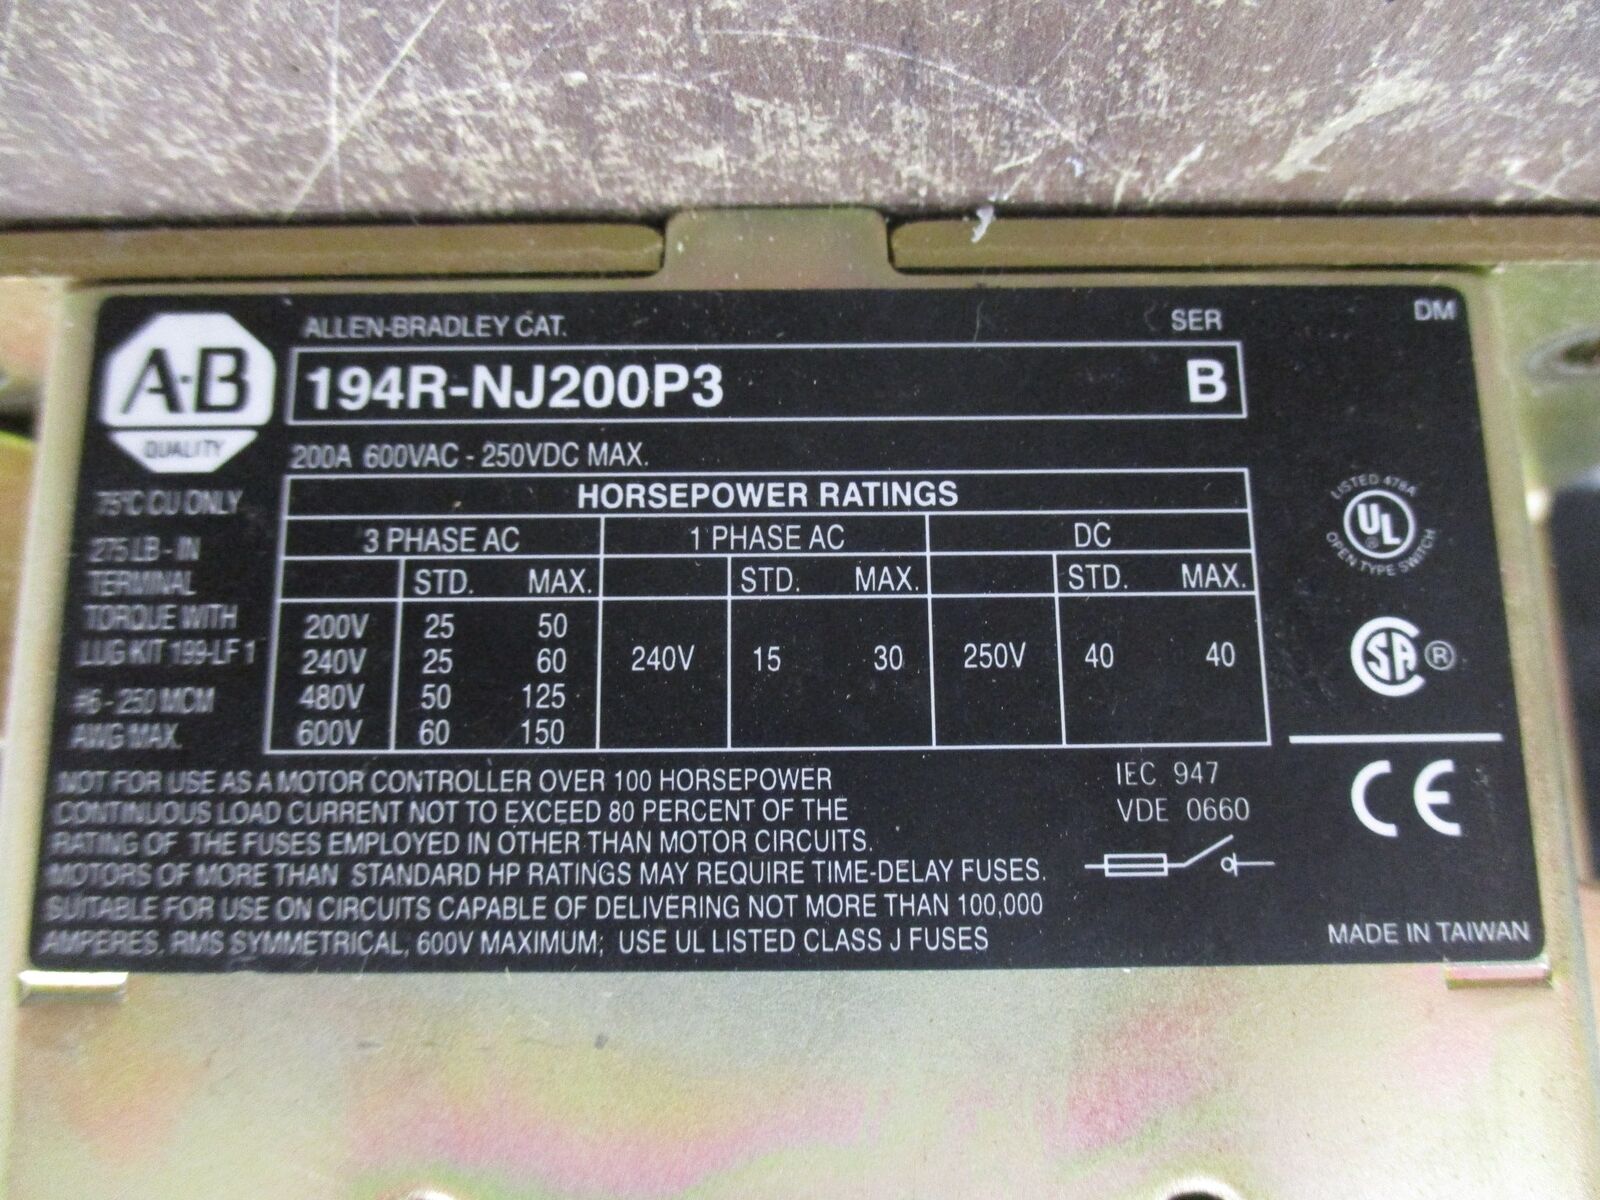 DM
ALLEN-BRADLEY CAT. SER
A-B
QUALITY
194R-NJ200P3 B
200A 600VAC - 250VDC MAX.
75°C CU ONLY
275 LB - IN
TERMINAL
TORQUE WITH
LUG KIT 199-LF 1
#6 - 250 MCM
AWG MAX.
HORSEPOWER RATINGS
3 PHASE AC 1 PHASE AC DC
STD. MAX. STD. MAX. STD. MAX.
200V 25 50
240V 25 60 240V 15 30 250V 40 40
480V 50 125
600V 60 150
LISTED 476A
UL ®
OPEN TYPE SWITCH
SA ®
NOT FOR USE AS A MOTOR CONTROLLER OVER 100 HORSEPOWER
CONTINUOUS LOAD CURRENT NOT TO EXCEED 80 PERCENT OF THE
RATING OF THE FUSES EMPLOYED IN OTHER THAN MOTOR CIRCUITS.
MOTORS OF MORE THAN STANDARD HP RATINGS MAY REQUIRE TIME-DELAY FUSES.
SUITABLE FOR USE ON CIRCUITS CAPABLE OF DELIVERING NOT MORE THAN 100,000
AMPERES, RMS SYMMETRICAL, 600V MAXIMUM; USE UL LISTED CLASS J FUSES
IEC 947
VDE 0660
CE
MADE IN TAIWAN